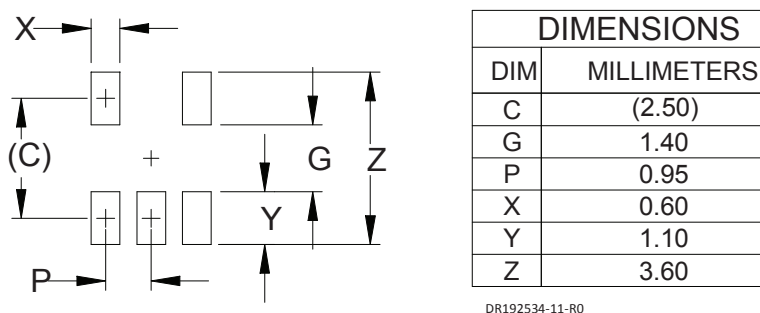 X
(C)
G
Z
Y
P
DIMENSIONS
DIM MILLIMETERS
C (2.50)
G 1.40
P 0.95
X 0.60
Y 1.10
Z 3.60
DR192534-11-R0